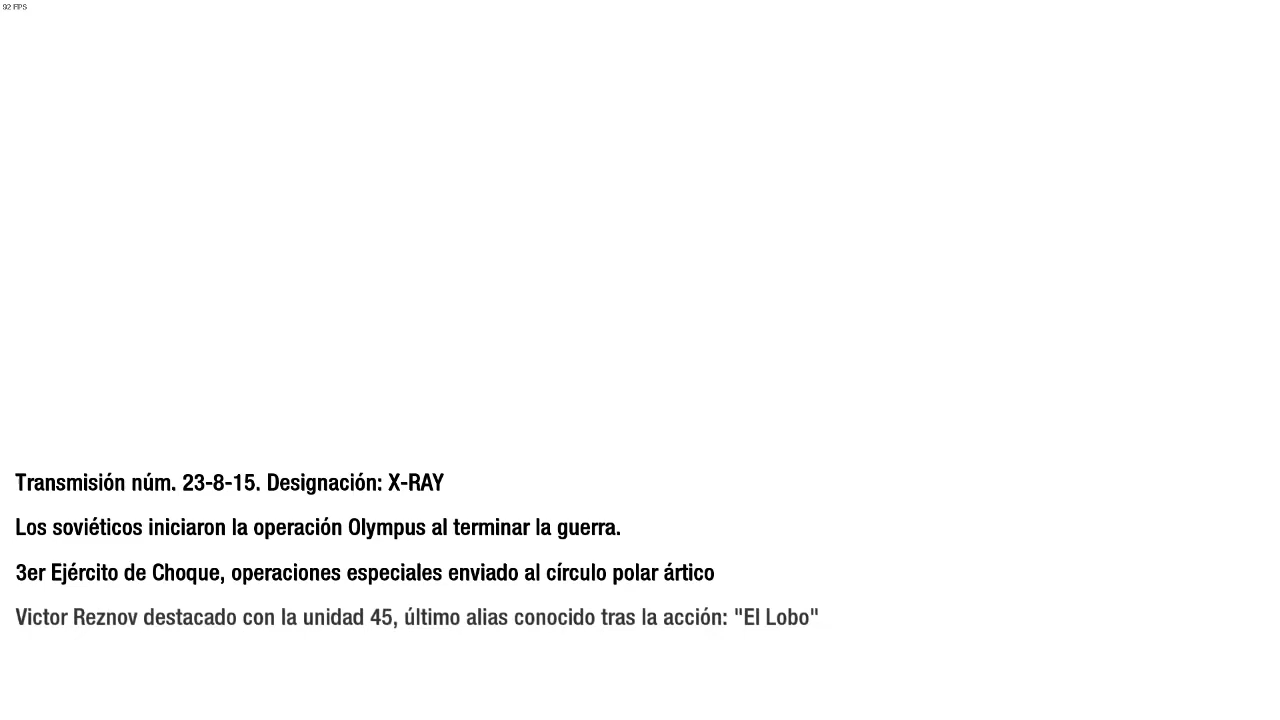 92 FPS
Transmisión núm. 23-8-15. Designación: X-RAY
Los soviéticos iniciaron la operación Olympus al terminar la guerra.
3er Ejército de Choque, operaciones especiales enviado al círculo polar ártico
Victor Reznov destacado con la unidad 45, último alias conocido tras la acción: "El Lobo"